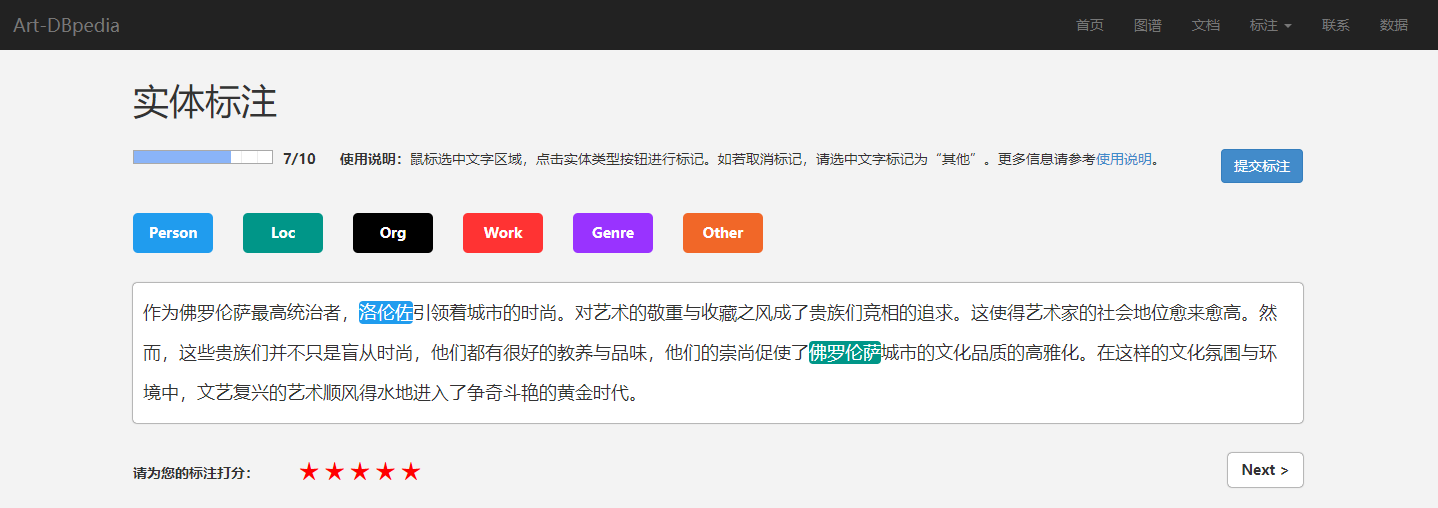 Art-DBpedia 首页 图谱 文档 标注 联系 数据
实体标注
7/10 使用说明：鼠标选中文字区域，点击实体类型按钮进行标记。如若取消标记，请选中文字标记为“其他”。更多信息请参考使用说明。 提交标注
Person Loc Org Work Genre Other
作为佛罗伦萨最高统治者，洛伦佐引领着城市的时尚。对艺术的敬重与收藏之风成了贵族们竞相的追求。这使得艺术家的社会地位愈来愈高。然
而，这些贵族们并不只是盲从时尚，他们都有很好的教养与品味，他们的崇尚促使了佛罗伦萨城市的文化品质的高雅化。在这样的文化氛围与环
境中，文艺复兴的艺术顺风得水地进入了争奇斗艳的黄金时代。
请为您的标注打分： Next >